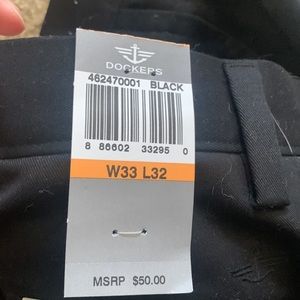 DOCKERS
462470001 BLACK
8 86602 33295 0
W33 L32
MSRP $50.00